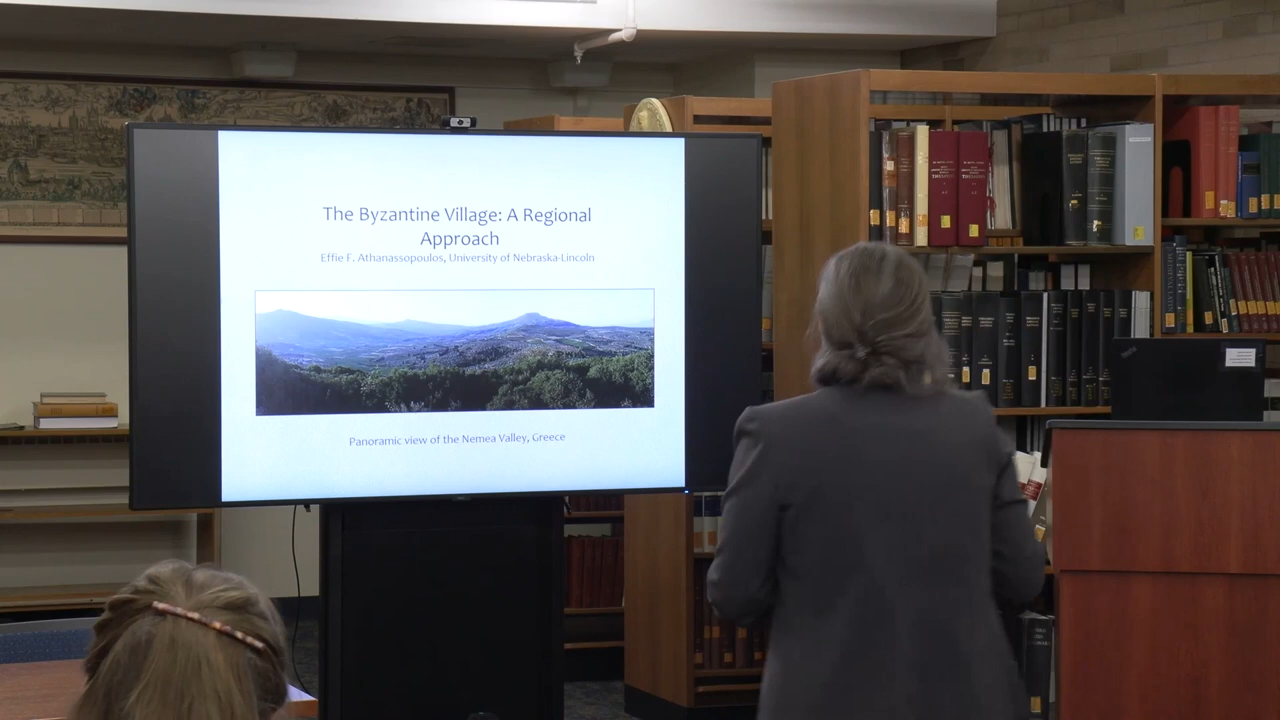 The Byzantine Village: A Regional
Approach
Effie F. Athanassopoulos, University of Nebraska-Lincoln
Panoramic view of the Nemea Valley, Greece